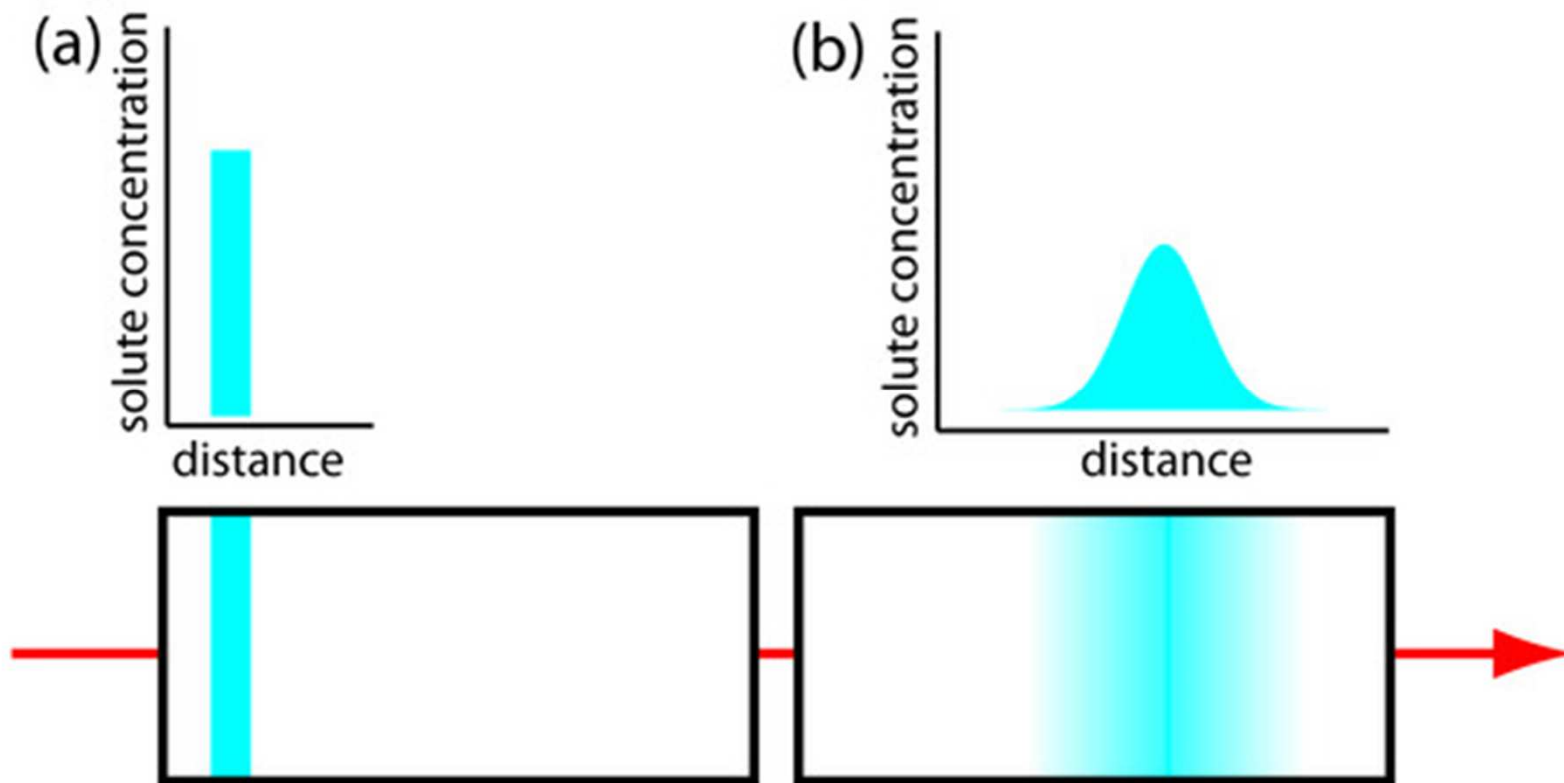 (a)
solute concentration
distance
(b)
solute concentration
distance